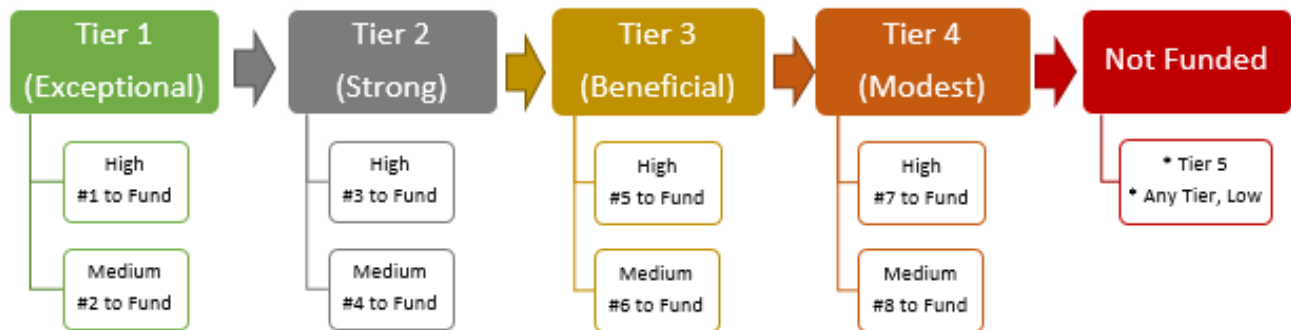 Tier 1
(Exceptional)
High
#1 to Fund
Medium
#2 to Fund
Tier 2
(Strong)
High
#3 to Fund
Medium
#4 to Fund
Tier 3
(Beneficial)
High
#5 to Fund
Medium
#6 to Fund
Tier 4
(Modest)
High
#7 to Fund
Medium
#8 to Fund
Not Funded
* Tier 5
* Any Tier, Low